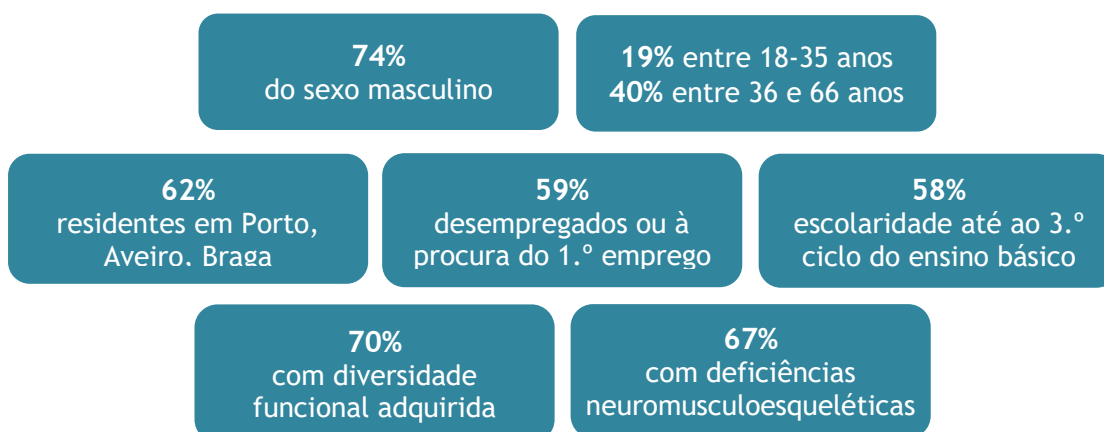 74%
do sexo masculino
19% entre 18-35 anos
40% entre 36 e 66 anos
62%
residentes em Porto,
Aveiro, Braga
59%
desempregados ou à
procura do 1.º emprego
58%
escolaridade até ao 3.º
ciclo do ensino básico
70%
com diversidade
funcional adquirida
67%
com deficiências
neuromusculoesqueléticas